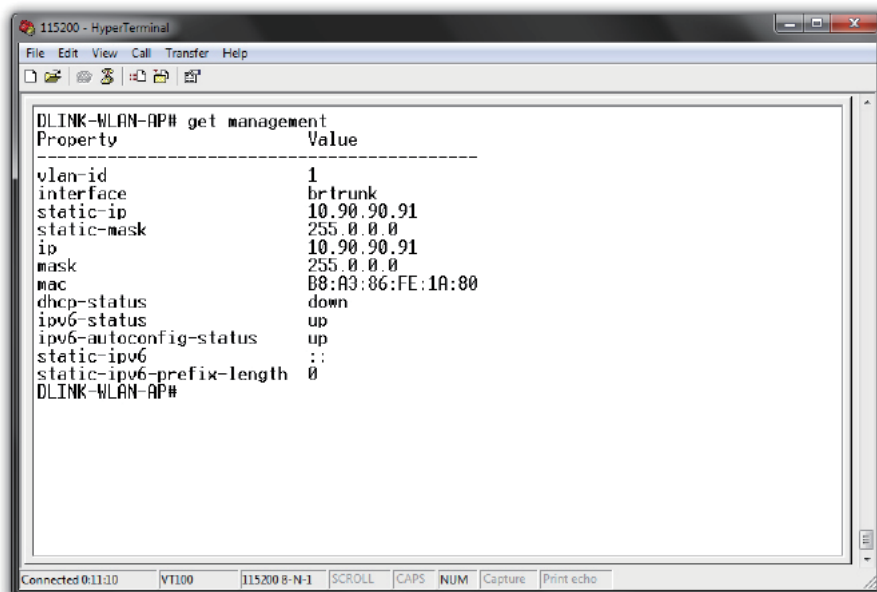 115200 - HyperTerminal
File Edit View Call Transfer Help
DLINK-WLAN-AP# get management
Property Value
---------------------------------------------
vlan-id 1
interface brtrunk
static-ip 10.90.90.91
static-mask 255.0.0.0
ip 10.90.90.91
mask 255.0.0.0
mac B8:A3:86:FE:1A:80
dhcp-status down
ipv6-status up
ipv6-autoconfig-status up
static-ipv6 ::
static-ipv6-prefix-length 0
DLINK-WLAN-AP#
Connected 0:11:10 VT100 115200 8-N-1 SCROLL CAPS NUM Capture Print echo